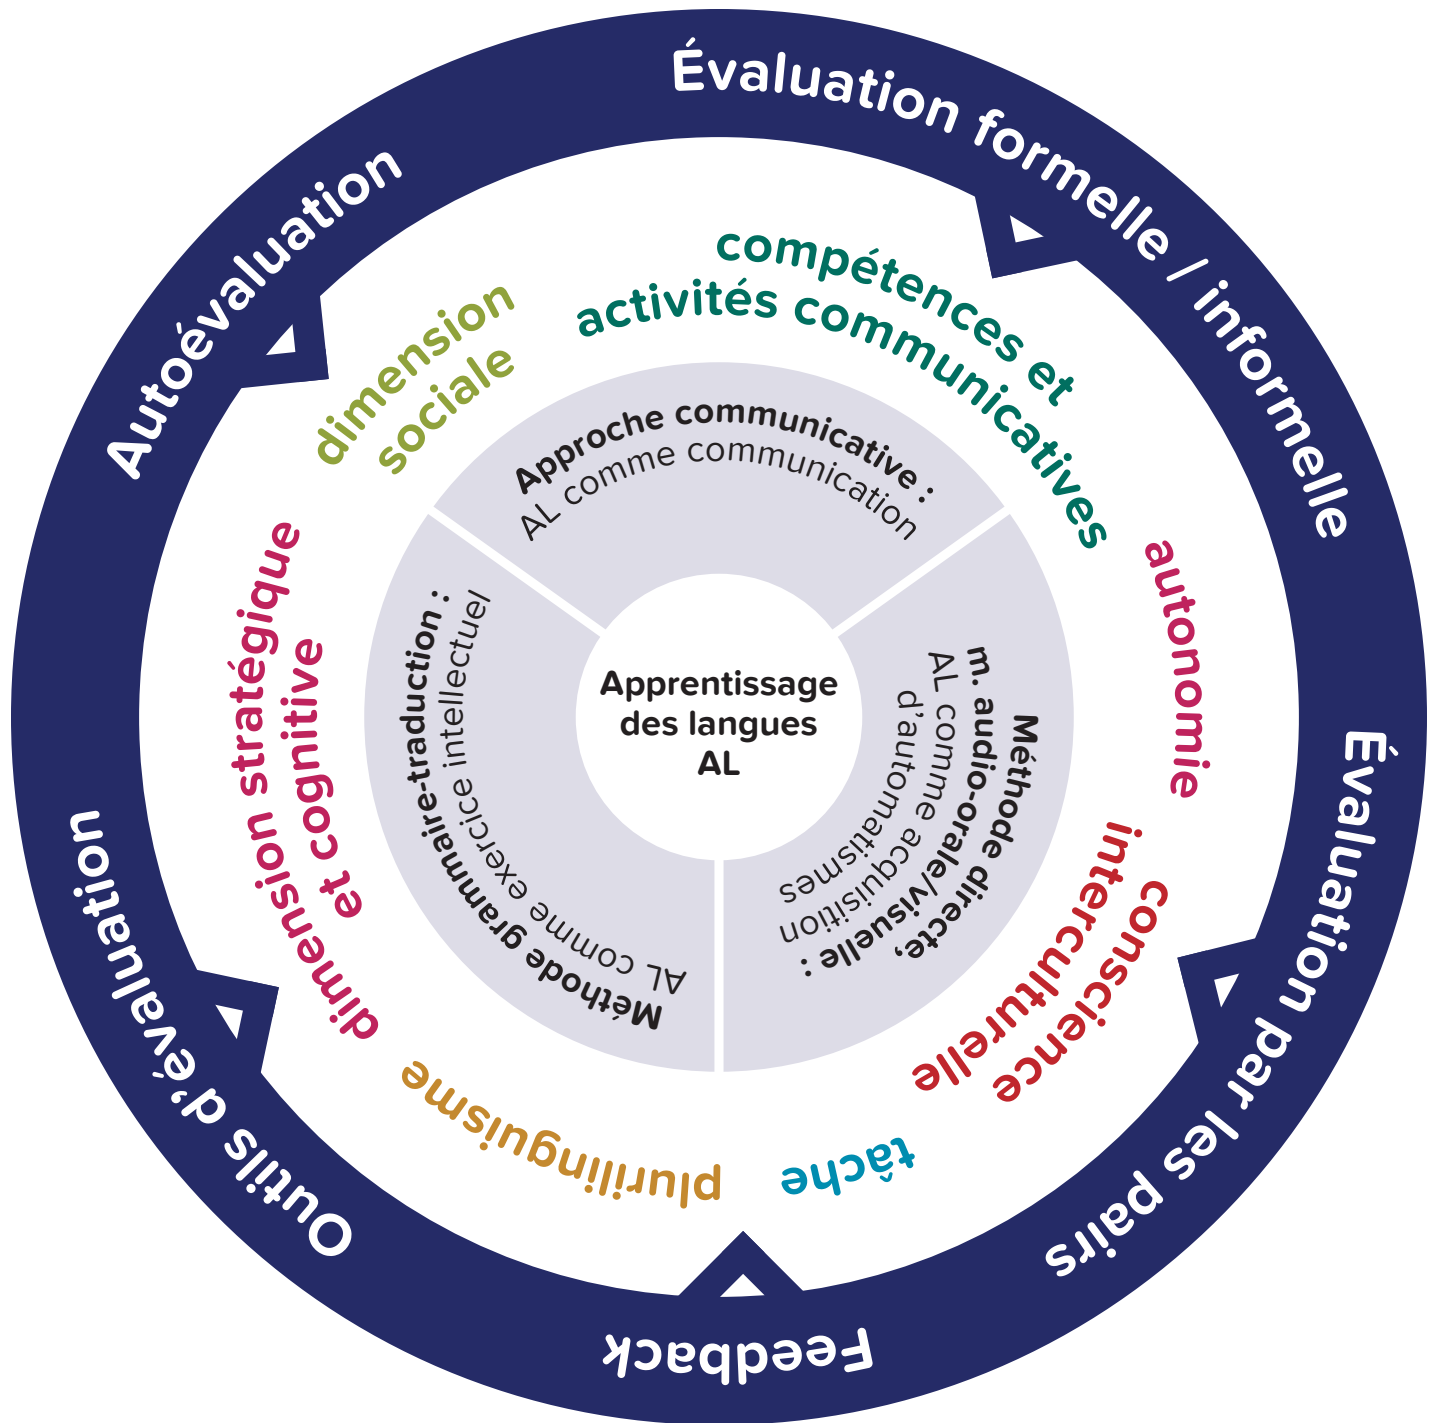 Évaluation formelle / informelle
Évaluation par les pairs
Feedback
Outils d'évaluation
Autoévaluation
compétences et
activités communicatives
autonomie
conscience
interculturelle
tâche
plurilinguisme
dimension stratégique
et cognitive
dimension
sociale
Approche communicative :
AL comme communication
Méthode directe,
m. audio-orale/visuelle :
AL comme acquisition
d'automatismes
Méthode grammaire-traduction :
AL comme exercice intellectuel
Apprentissage
des langues
AL